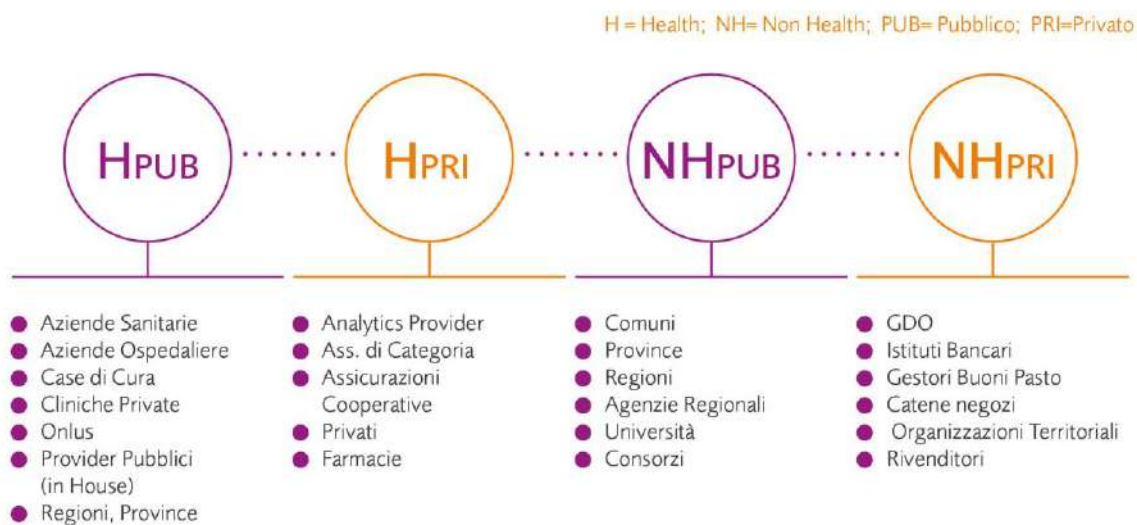 H = Health; NH= Non Health; PUB= Pubblico; PRI=Privato
HPUB
HPRI
NHPUB
NHPRI
Aziende Sanitarie
Aziende Ospedaliere
Case di Cura
Cliniche Private
Onlus
Provider Pubblici
(in House)
Regioni, Province
Analytics Provider
Ass. di Categoria
Assicurazioni
Cooperative
Privati
Farmacie
Comuni
Province
Regioni
Agenzie Regionali
Università
Consorzi
GDO
Istituti Bancari
Gestori Buoni Pasto
Catene negozi
Organizzazioni Territoriali
Rivenditori